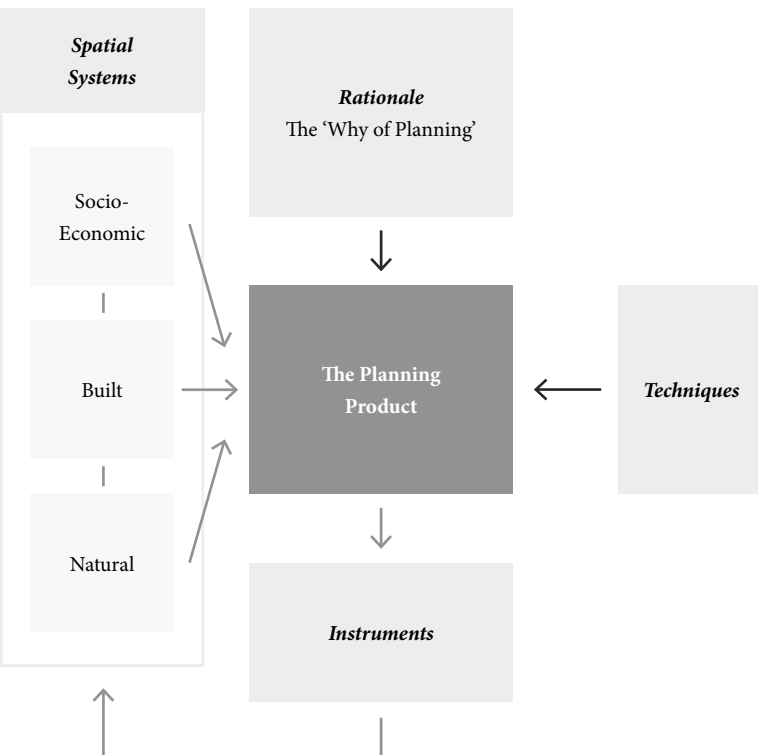 Spatial
Systems
Rationale
The ‘Why of Planning’
Socio-
Economic
Built
Natural
The Planning
Product
Techniques
Instruments